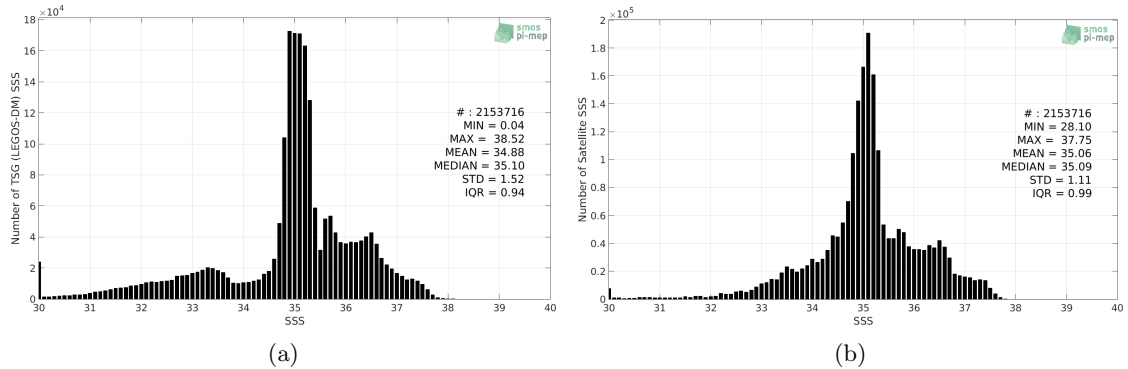 ×10⁴
18
16
14
12
10
8
6
4
2
0
30 31 32 33 34 35 36 37 38 39 40
SSS
Number of TSG (LEGOS-DM) SSS
smos
pi-mep
# : 2153716
MIN = 0.04
MAX = 38.52
MEAN = 34.88
MEDIAN = 35.10
STD = 1.52
IQR = 0.94
(a)
×10⁵
2
1.8
1.6
1.4
1.2
1
0.8
0.6
0.4
0.2
0
30 31 32 33 34 35 36 37 38 39 40
SSS
Number of Satellite SSS
smos
pi-mep
# : 2153716
MIN = 28.10
MAX = 37.75
MEAN = 35.06
MEDIAN = 35.09
STD = 1.11
IQR = 0.99
(b)